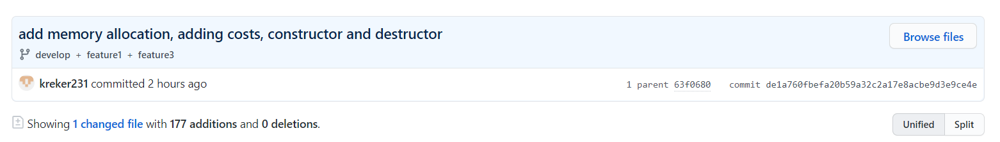 add memory allocation, adding costs, constructor and destructor
Browse files
develop + feature1 + feature3
kreker231 committed 2 hours ago
1 parent 63f0680 commit de1a760fbefa20b59a32c2a17e8acbe9d3e9ce4e
Showing 1 changed file with 177 additions and 0 deletions.
Unified Split